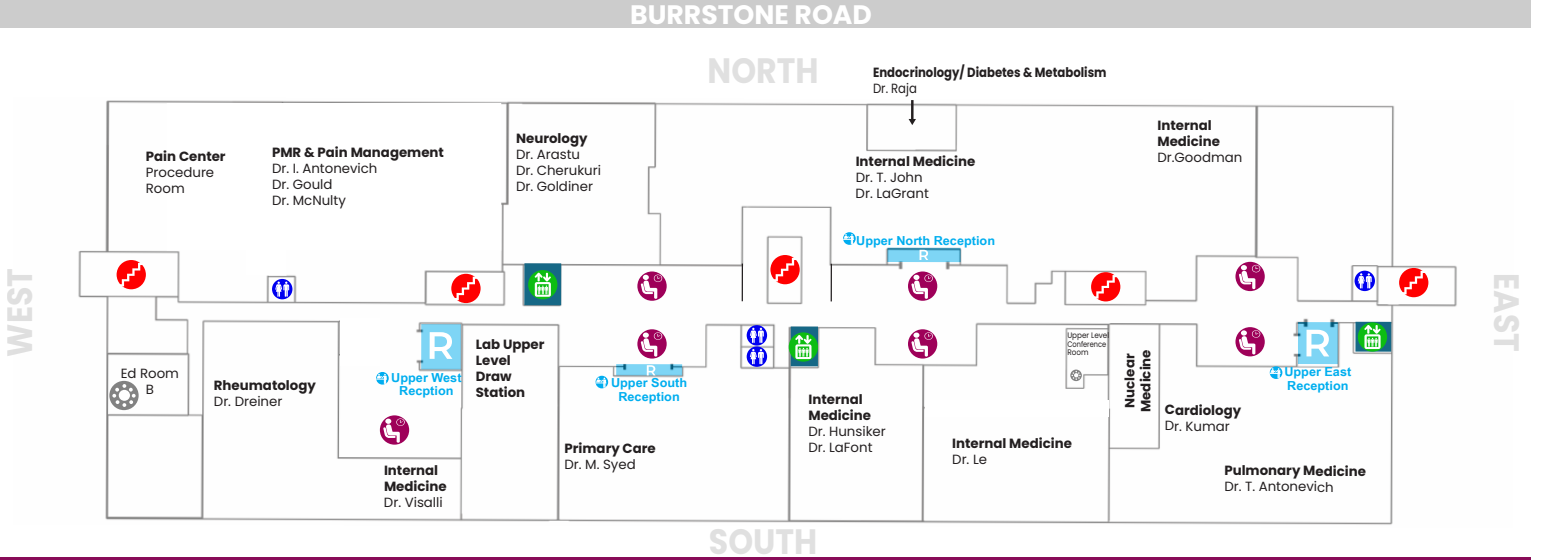 BURRSTONE ROAD
NORTH
Endocrinology/ Diabetes & Metabolism
Dr. Raja
Pain Center
Procedure
Room
PMR & Pain Management
Dr. I. Antonevich
Dr. Gould
Dr. McNulty
Neurology
Dr. Arastu
Dr. Cherukuri
Dr. Goldiner
Internal Medicine
Dr. T. John
Dr. LaGrant
Internal
Medicine
Dr.Goodman
Upper North Reception
R
WEST
EAST
Ed Room
B
Rheumatology
Dr. Dreiner
R
Upper West
Recption
Internal
Medicine
Dr. Visalli
Lab Upper
Level
Draw
Station
R
Upper South
Reception
Primary Care
Dr. M. Syed
Internal
Medicine
Dr. Hunsiker
Dr. LaFont
Internal Medicine
Dr. Le
Upper Level
Conference
Room
Nuclear
Medicine
Cardiology
Dr. Kumar
R
Upper East
Reception
Pulmonary Medicine
Dr. T. Antonevich
SOUTH